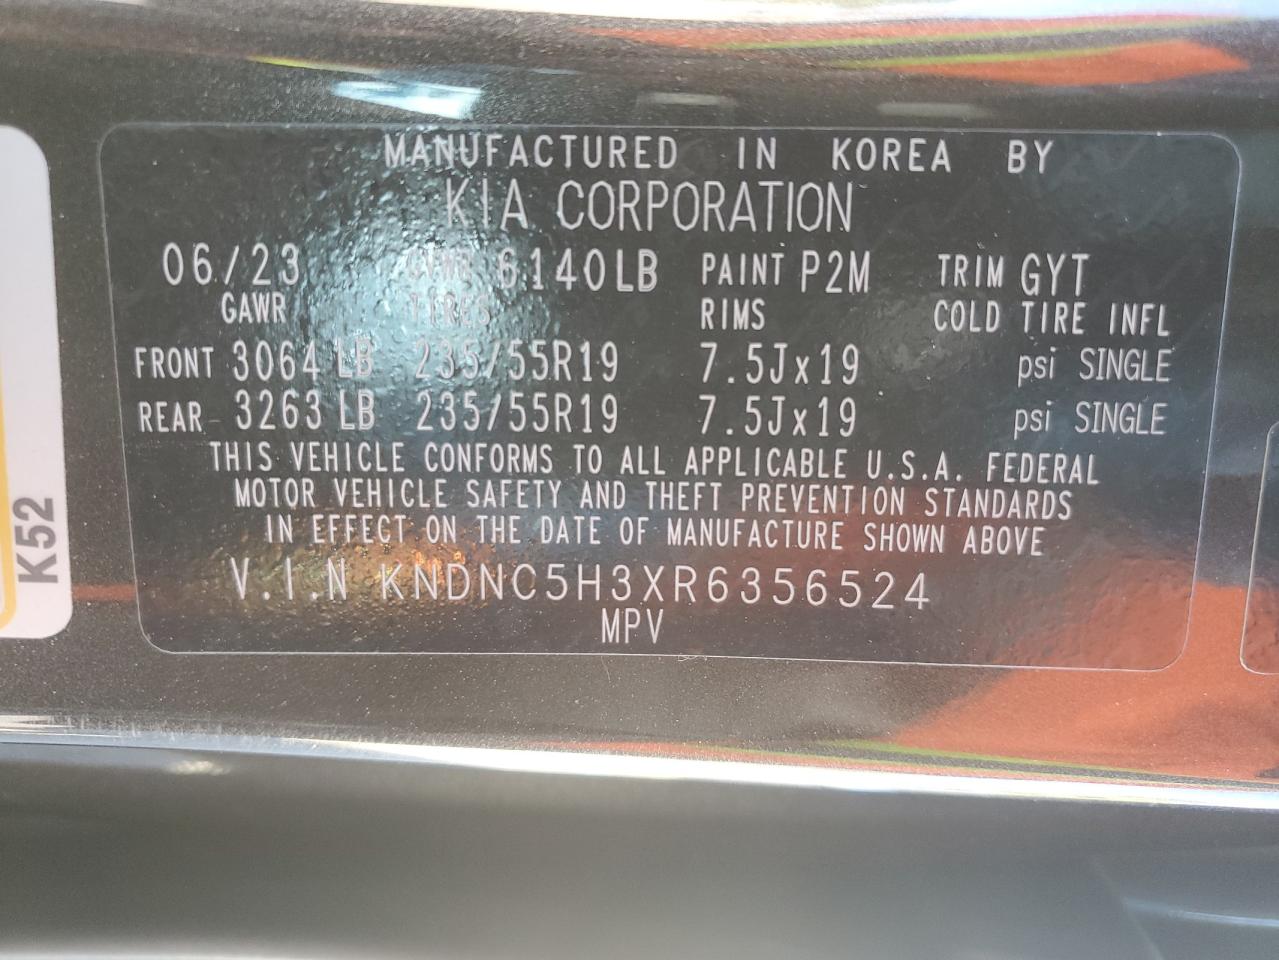 MANUFACTURED IN KOREA BY
KIA CORPORATION
06/23 GVWR 6140LB PAINT P2M TRIM GYT
GAWR TIRES RIMS COLD TIRE INFL
FRONT 3064 LB 235/55R19 7.5Jx19 psi SINGLE
REAR 3263 LB 235/55R19 7.5Jx19 psi SINGLE
THIS VEHICLE CONFORMS TO ALL APPLICABLE U.S.A. FEDERAL
MOTOR VEHICLE SAFETY AND THEFT PREVENTION STANDARDS
IN EFFECT ON THE DATE OF MANUFACTURE SHOWN ABOVE
V.I.N KNDNC5H3XR6356524
MPV
K52